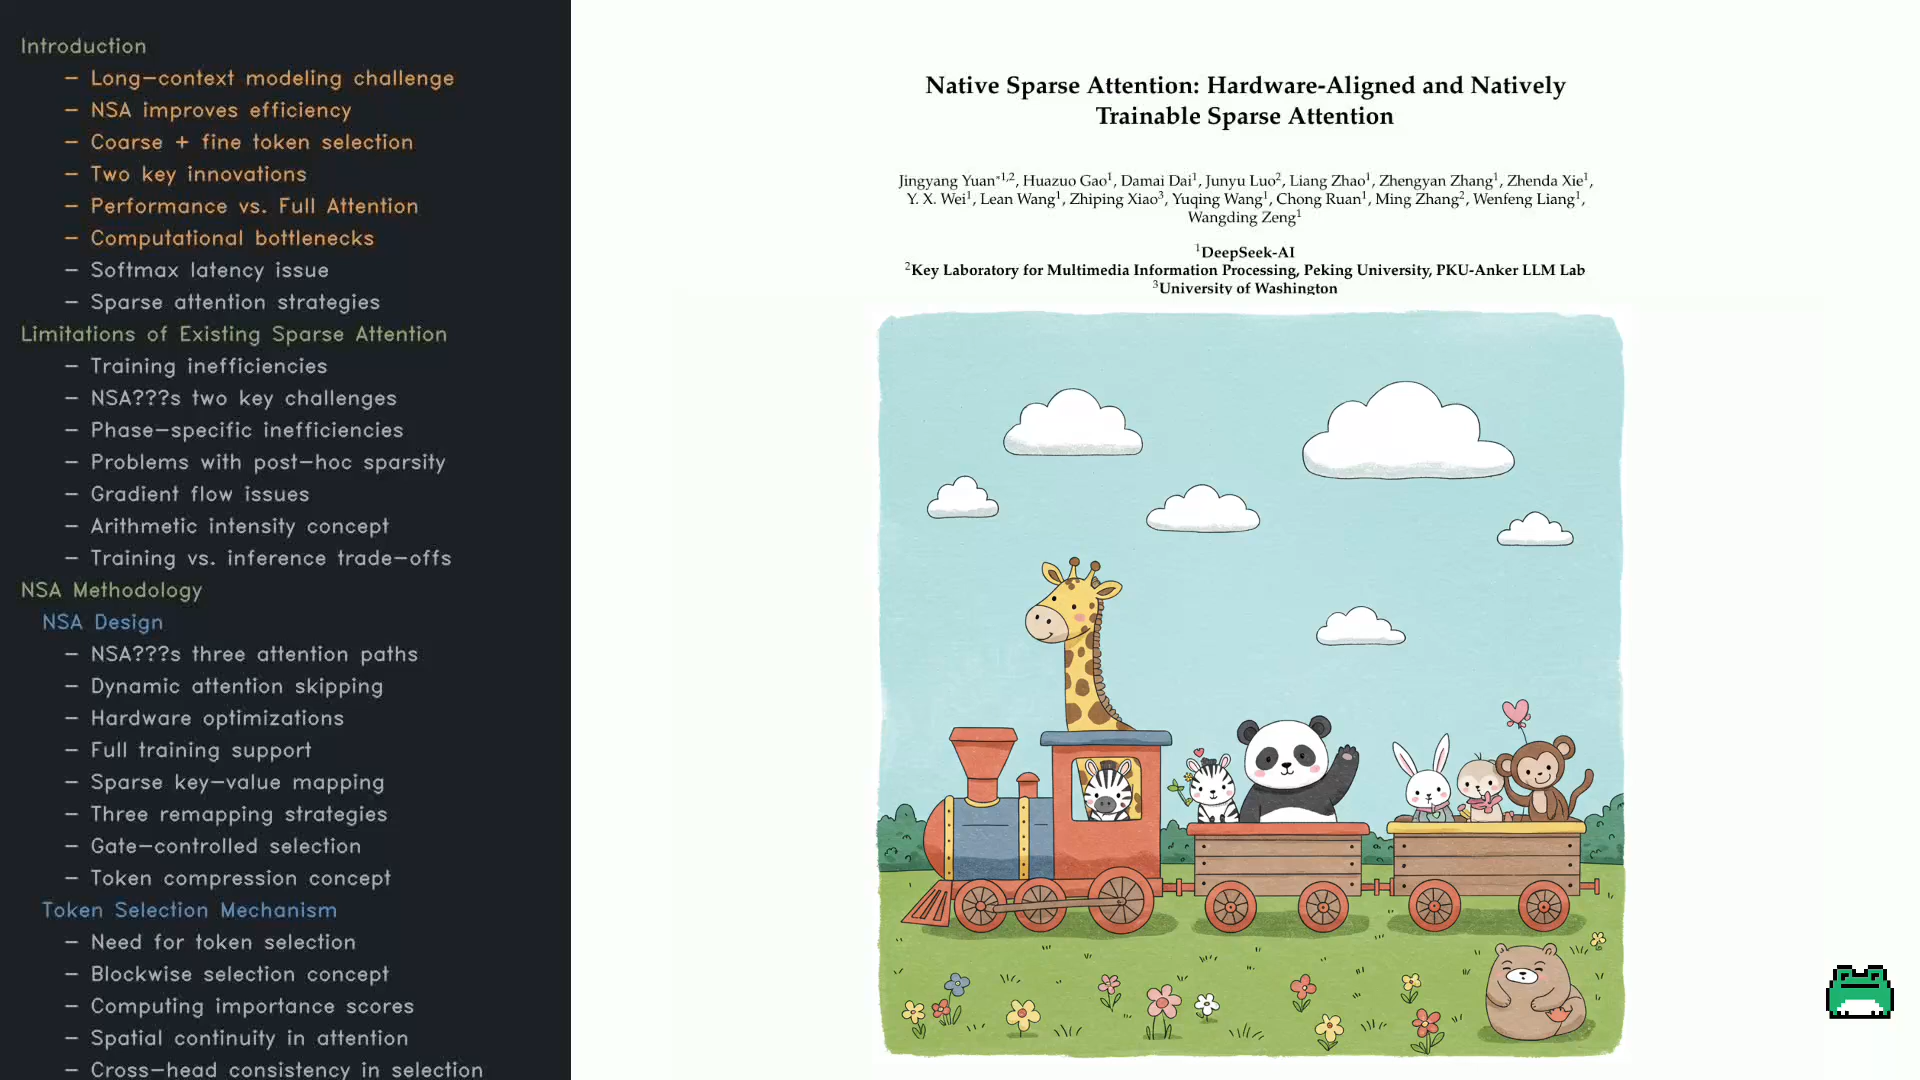 Introduction
— Long—context modeling challenge
— NSA improves efficiency
— Coarse + fine token selection
— Two key innovations
— Performance vs. Full Attention
— Computational bottlenecks
— Softmax latency issue
— Sparse attention strategies
Limitations of Existing Sparse Attention
— Training inefficiencies
— NSA???s two key challenges
— Phase—specific inefficiencies
— Problems with post—hoc sparsity
— Gradient flow issues
— Arithmetic intensity concept
— Training vs. inference trade—offs
NSA Methodology
NSA Design
— NSA???s three attention paths
— Dynamic attention skipping
— Hardware optimizations
— Full training support
— Sparse key—value mapping
— Three remapping strategies
— Gate—controlled selection
— Token compression concept
Token Selection Mechanism
— Need for token selection
— Blockwise selection concept
— Computing importance scores
— Spatial continuity in attention
— Cross—head consistency in selection
Native Sparse Attention: Hardware-Aligned and Natively
Trainable Sparse Attention
Jingyang Yuan*1,2, Huazuo Gao1, Damai Dai1, Junyu Luo2, Liang Zhao1, Zhengyan Zhang1, Zhenda Xie1,
Y. X. Wei1, Lean Wang1, Zhiping Xiao3, Yuqing Wang1, Chong Ruan1, Ming Zhang2, Wenfeng Liang1,
Wangding Zeng1
1DeepSeek-AI
2Key Laboratory for Multimedia Information Processing, Peking University, PKU-Anker LLM Lab
3University of Washington